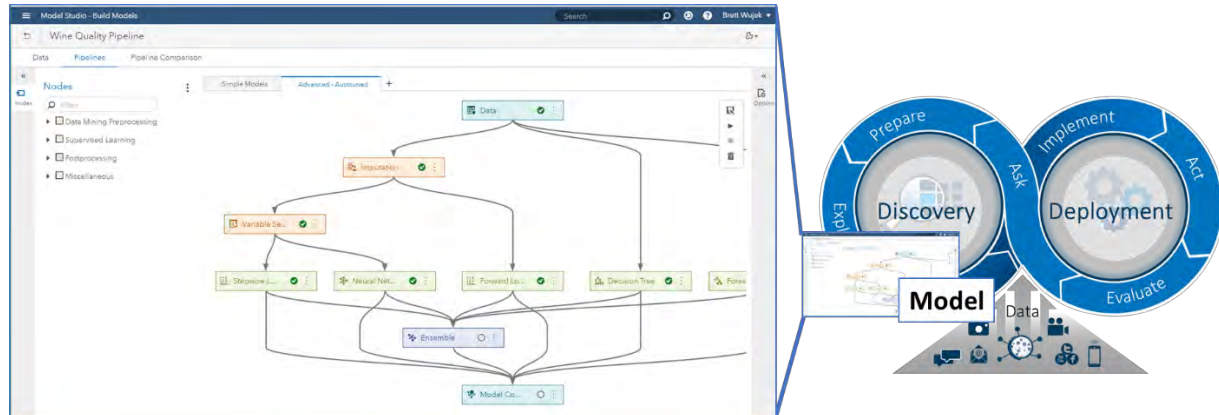 Model Studio - Build Models
Search
Brett Wujek
Wine Quality Pipeline
Data
Pipelines
Pipeline Comparison
Nodes
Nodes
Filter
Data Mining Preprocessing
Supervised Learning
Postprocessing
Miscellaneous
Simple Models
Advanced - Autotuned
+
Options
Data
Imputation
Variable Se...
Stepwise L...
Neural Net...
Forward Lo...
Decision Tree
Fores
Ensemble
Model Co...
Prepare
Ask
Expl
Discovery
Implement
Act
Evaluate
Deployment
Model
Data